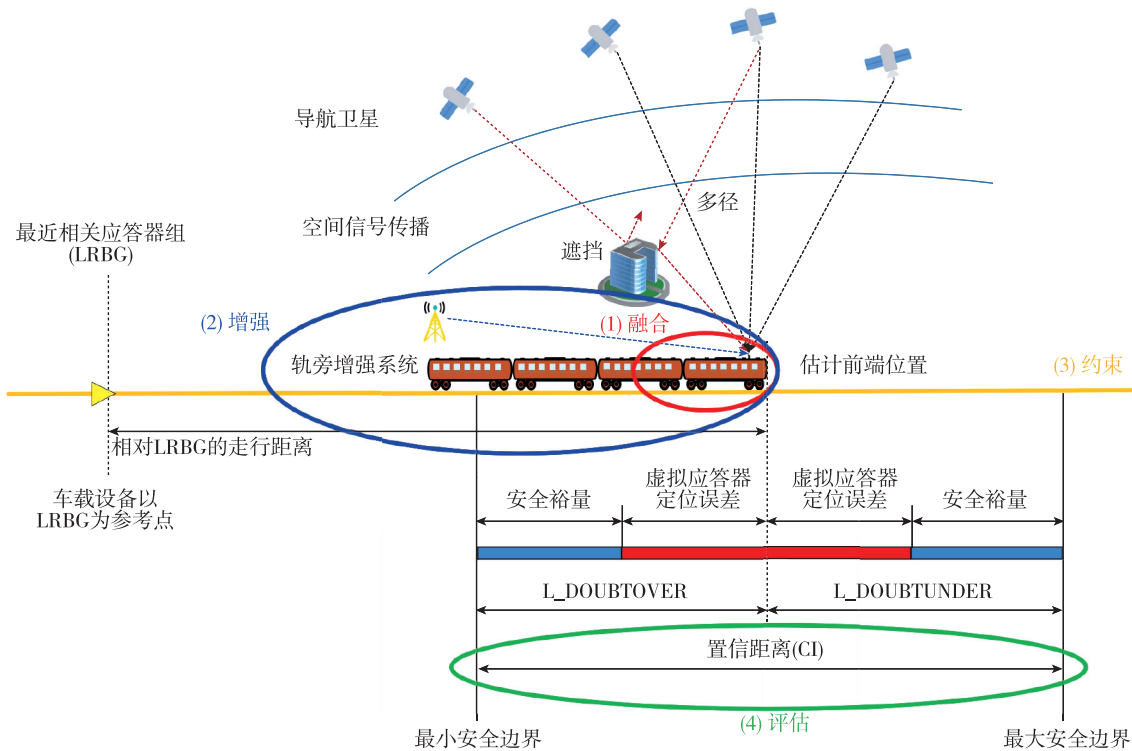 导航卫星
多径
空间信号传播
最近相关应答器组
(LRBG)
遮挡
(2) 增强
(1) 融合
轨旁增强系统
估计前端位置
(3) 约束
相对LRBG的走行距离
车载设备以
LRBG为参考点
安全裕量
虚拟应答器
定位误差
虚拟应答器
定位误差
安全裕量
L_DOUBTOVER
L_DOUBTUNDER
置信距离(CI)
(4) 评估
最小安全边界
最大安全边界